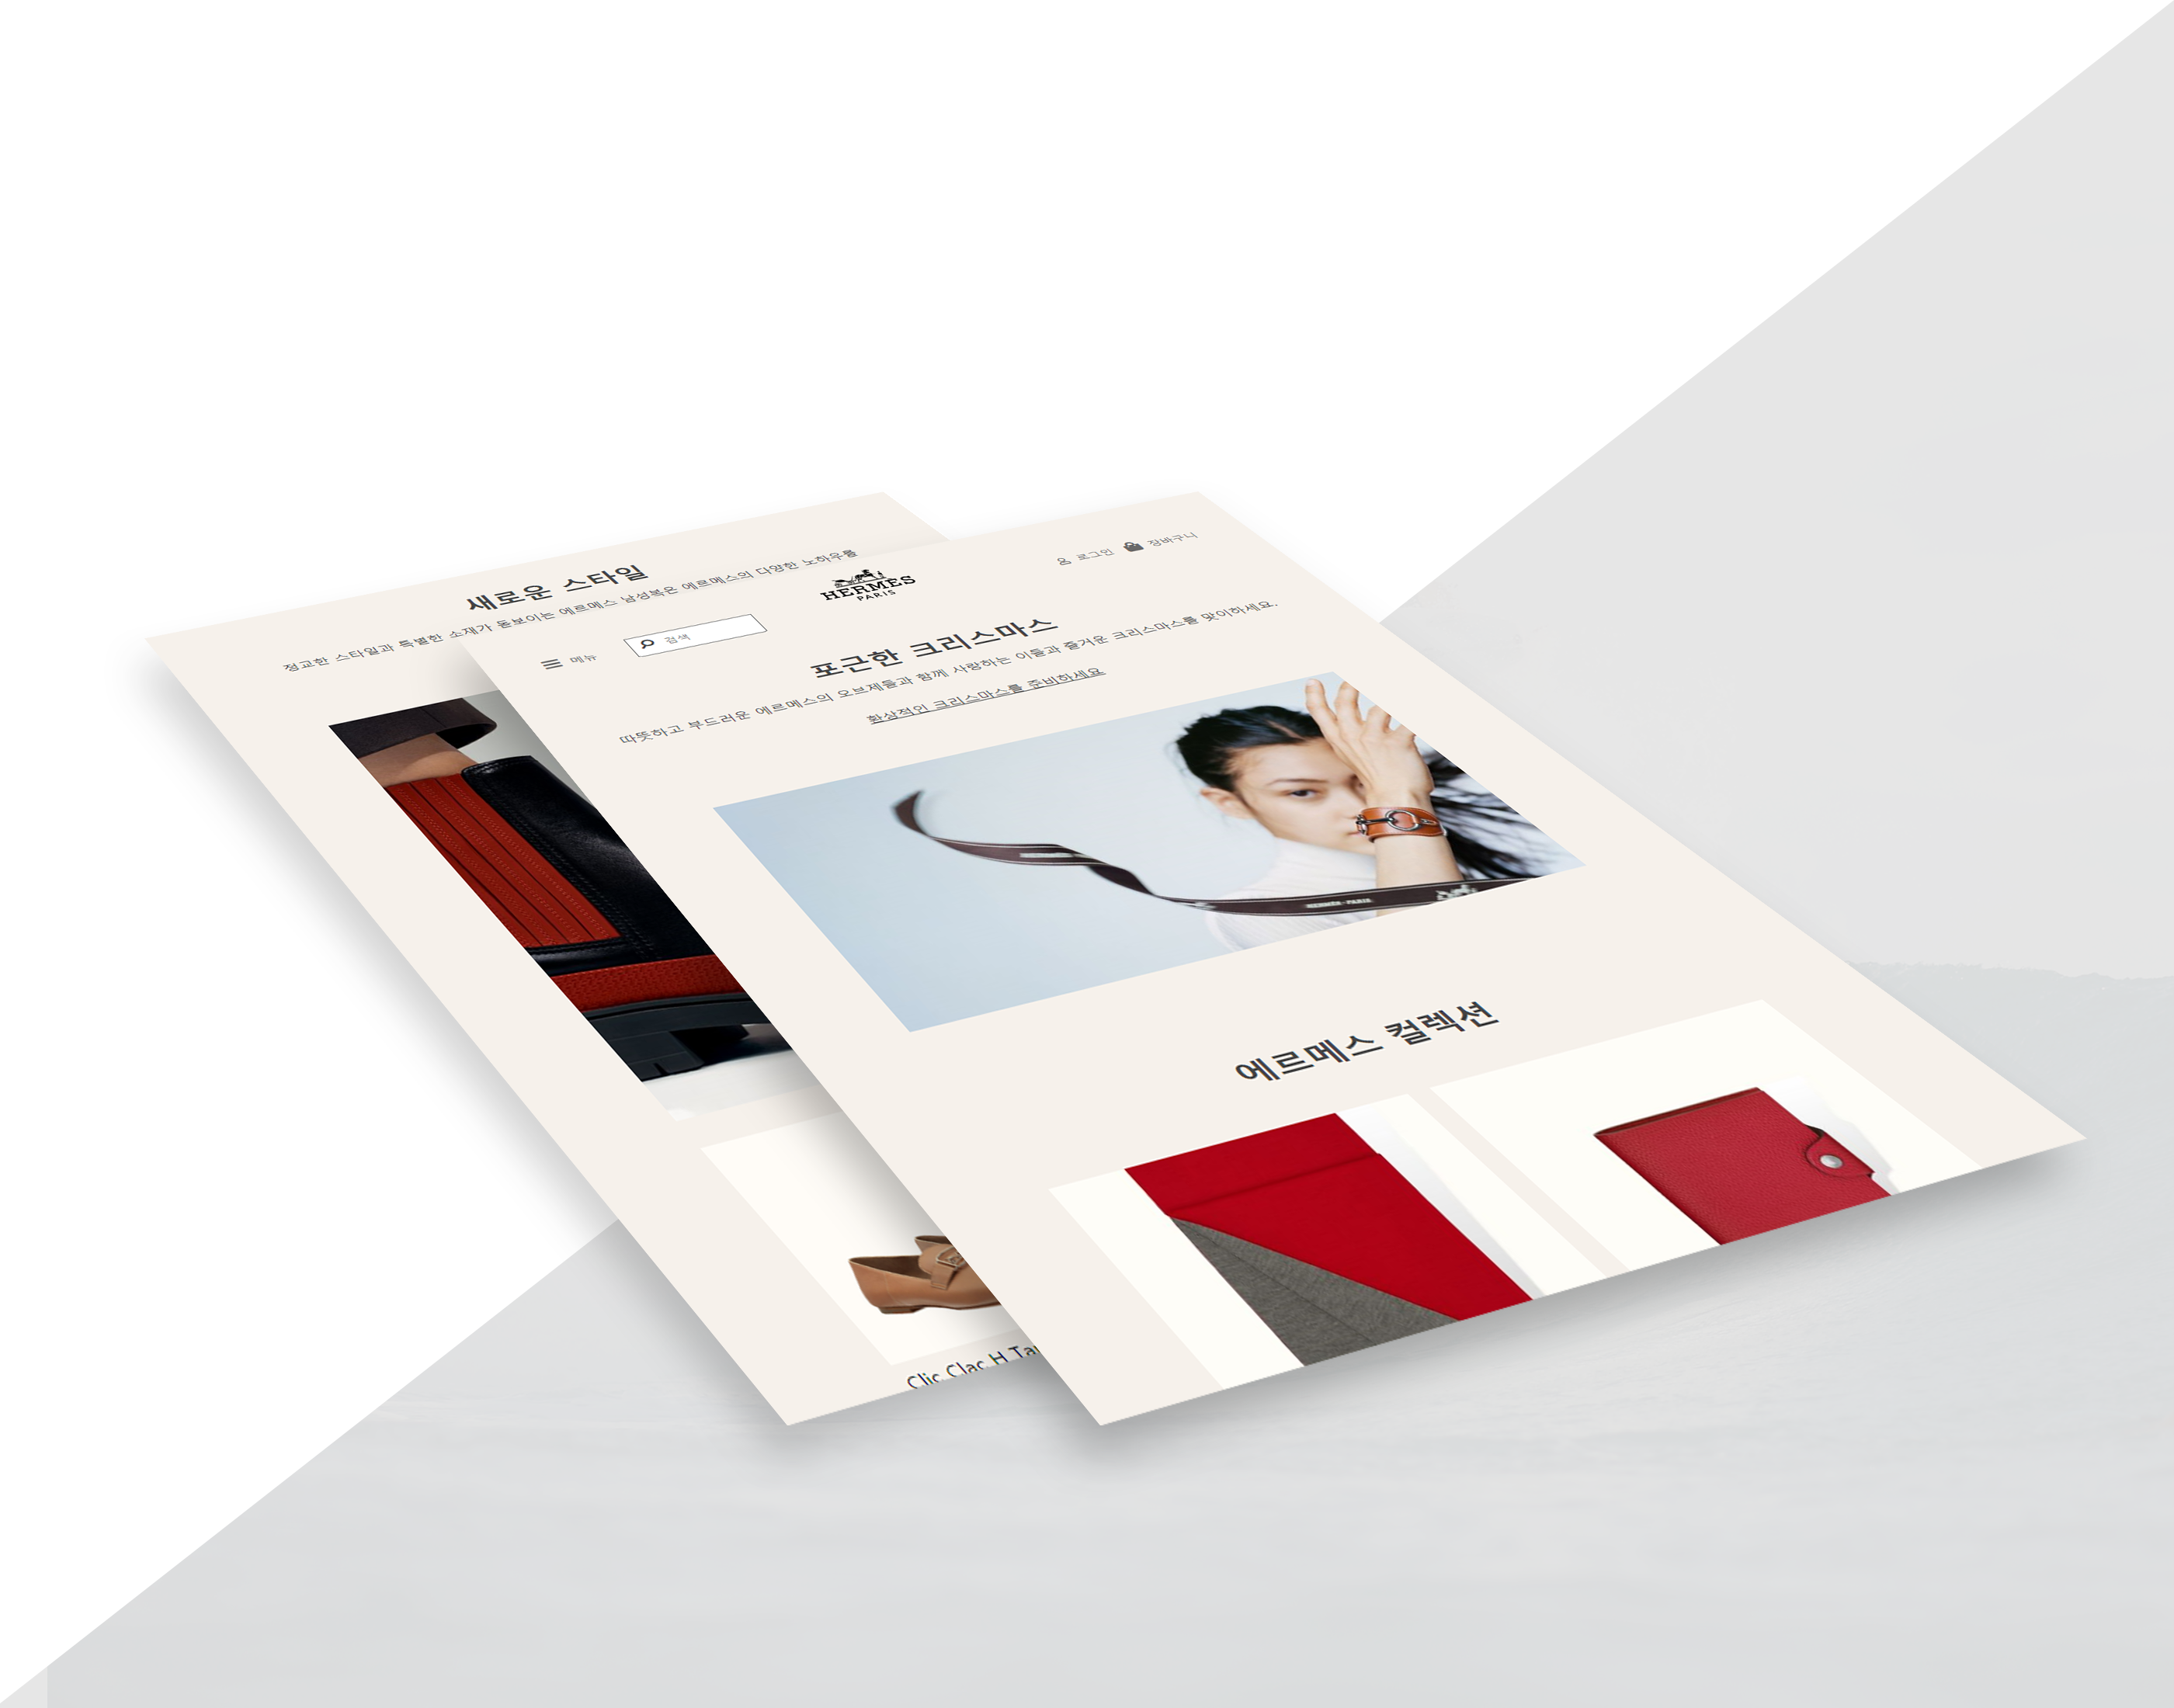 새로운 스타일
정교한 스타일과 특별한 소재가 돋보이는 에르메스 남성복은 에르메스의 다양한 노하우를
Clic Clac H
메뉴
검색
HERMES
PARIS
로그인
장바구니
포근한 크리스마스
따뜻하고 부드러운 에르메스의 오브제들과 함께 사랑하는 이들과 즐거운 크리스마스를 맞이하세요.
환상적인 크리스마스를 준비하세요
HERMÈS - PARIS
에르메스 컬렉션